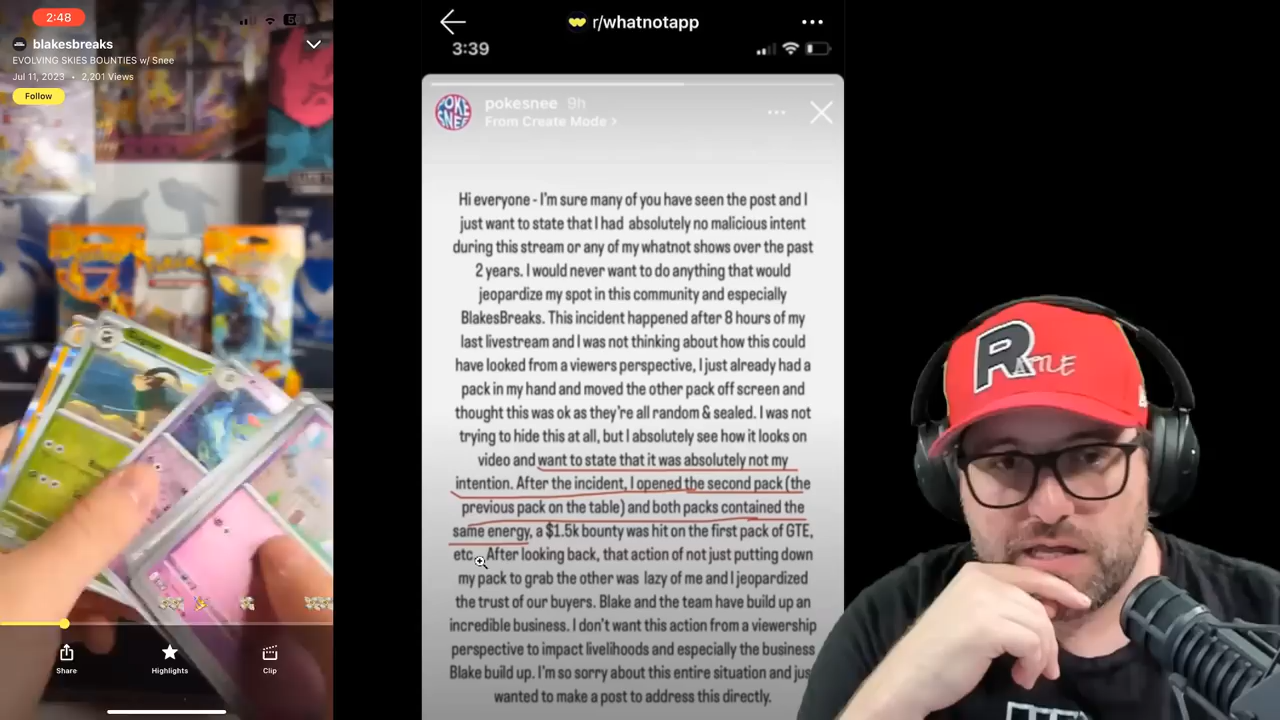 2:48
blakesbreaks
EVOLVING SKIES BOUNTIES w/ Snee
Jul 11, 2023 • 2,201 Views
Follow
Share
Highlights
Clip
r/whatnotapp
3:39
POKE SNEE
pokesnee 9h
From Create Mode >
Hi everyone - I'm sure many of you have seen the post and I
just want to state that I had absolutely no malicious intent
during this stream or any of my whatnot shows over the past
2 years. I would never want to do anything that would
jeopardize my spot in this community and especially
BlakesBreaks. This incident happened after 8 hours of my
last livestream and I was not thinking about how this could
have looked from a viewers perspective, I just already had a
pack in my hand and moved the other pack off screen and
thought this was ok as they're all random & sealed. I was not
trying to hide this at all, but I absolutely see how it looks on
video and want to state that it was absolutely not my
intention. After the incident, I opened the second pack (the
previous pack on the table) and both packs contained the
same energy, a $1.5k bounty was hit on the first pack of GTE,
etc. After looking back, that action of not just putting down
my pack to grab the other was lazy of me and I jeopardized
the trust of our buyers. Blake and the team have build up an
incredible business. I don't want this action from a viewership
perspective to impact livelihoods and especially the business
Blake build up. I'm so sorry about this entire situation and jus
wanted to make a post to address this directly.